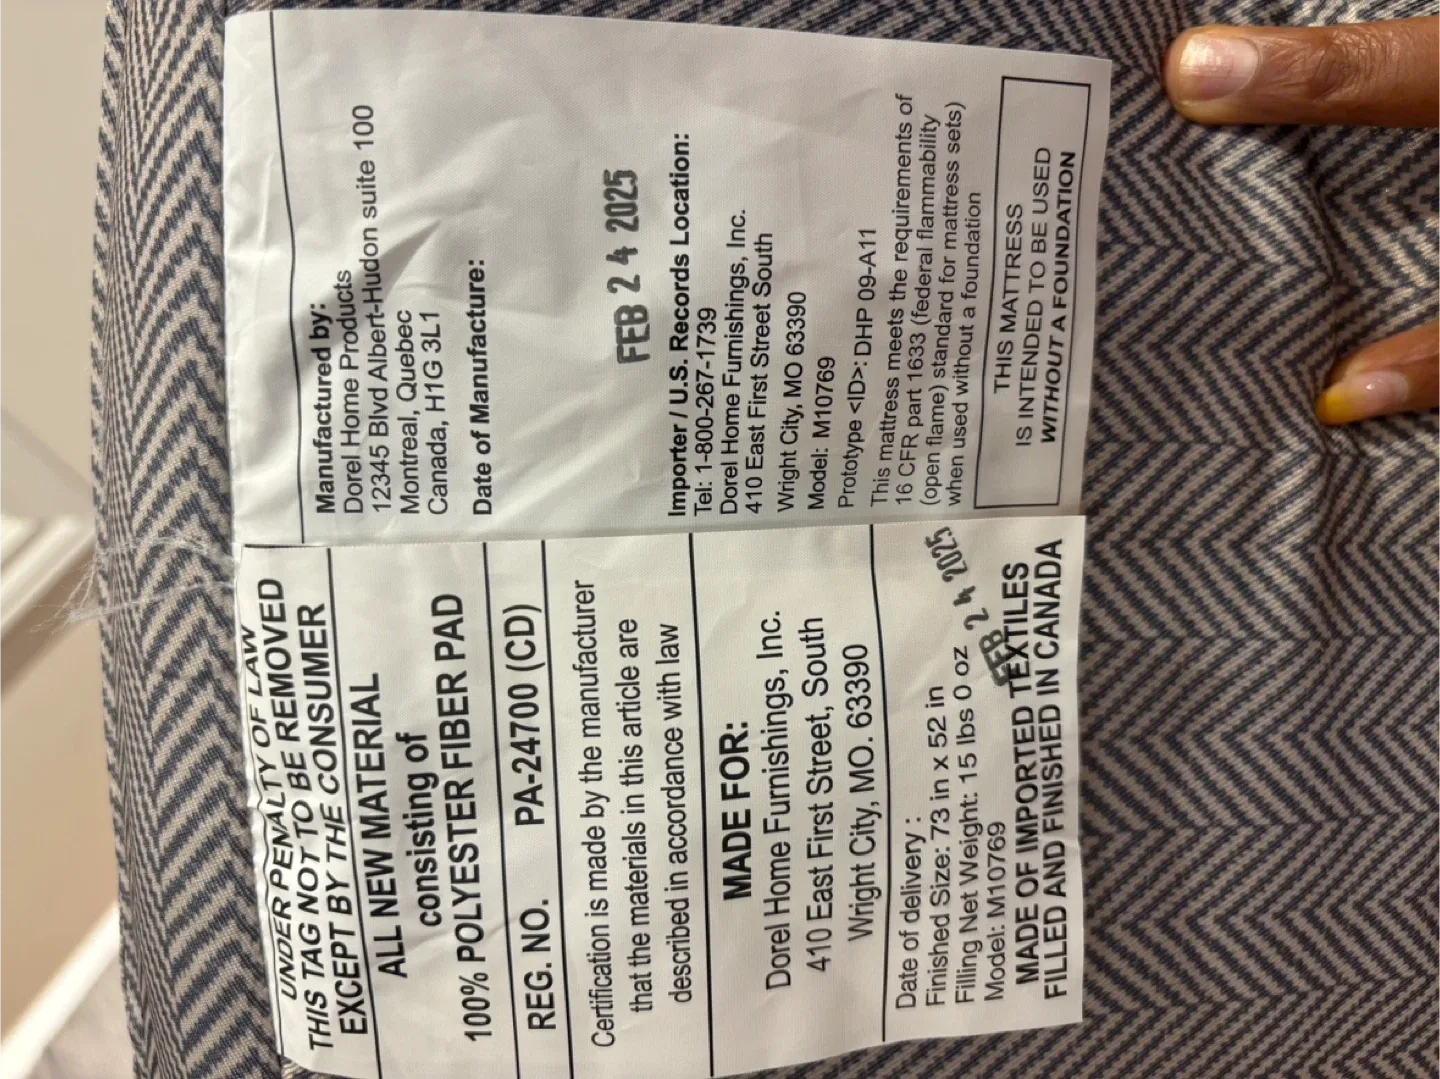 UNDER PENALTY OF LAW
THIS TAG NOT TO BE REMOVED
EXCEPT BY THE CONSUMER
ALL NEW MATERIAL
consisting of
100% POLYESTER FIBER PAD
REG. NO. PA-24700 (CD)
Certification is made by the manufacturer
that the materials in this article are
described in accordance with law
MADE FOR:
Dorel Home Furnishings, Inc.
410 East First Street, South
Wright City, MO. 63390
Date of delivery :
FEB 24 2025
Finished Size: 73 in x 52 in
Filling Net Weight: 15 lbs 0 oz
Model: M10769
MADE OF IMPORTED TEXTILES
FILLED AND FINISHED IN CANADA
Manufactured by:
Dorel Home Products
12345 Blvd Albert-Hudon suite 100
Montreal, Quebec
Canada, H1G 3L1
Date of Manufacture:
FEB 24 2025
Importer / U.S. Records Location:
Tel: 1-800-267-1739
Dorel Home Furnishings, Inc.
410 East First Street South
Wright City, MO 63390
Model: M10769
Prototype <ID>: DHP 09-A11
This mattress meets the requirements of
16 CFR part 1633 (federal flammability
(open flame) standard for mattress sets)
when used without a foundation
THIS MATTRESS
IS INTENDED TO BE USED
WITHOUT A FOUNDATION